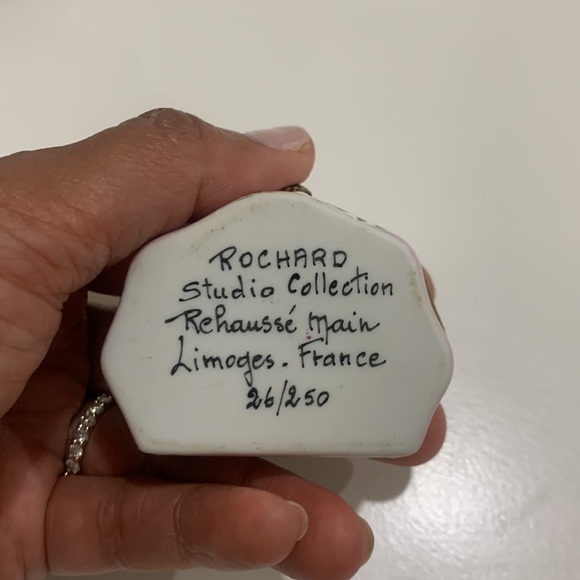 ROCHARD
Studio Collection
Rehaussé Main
Limoges. France
26/250